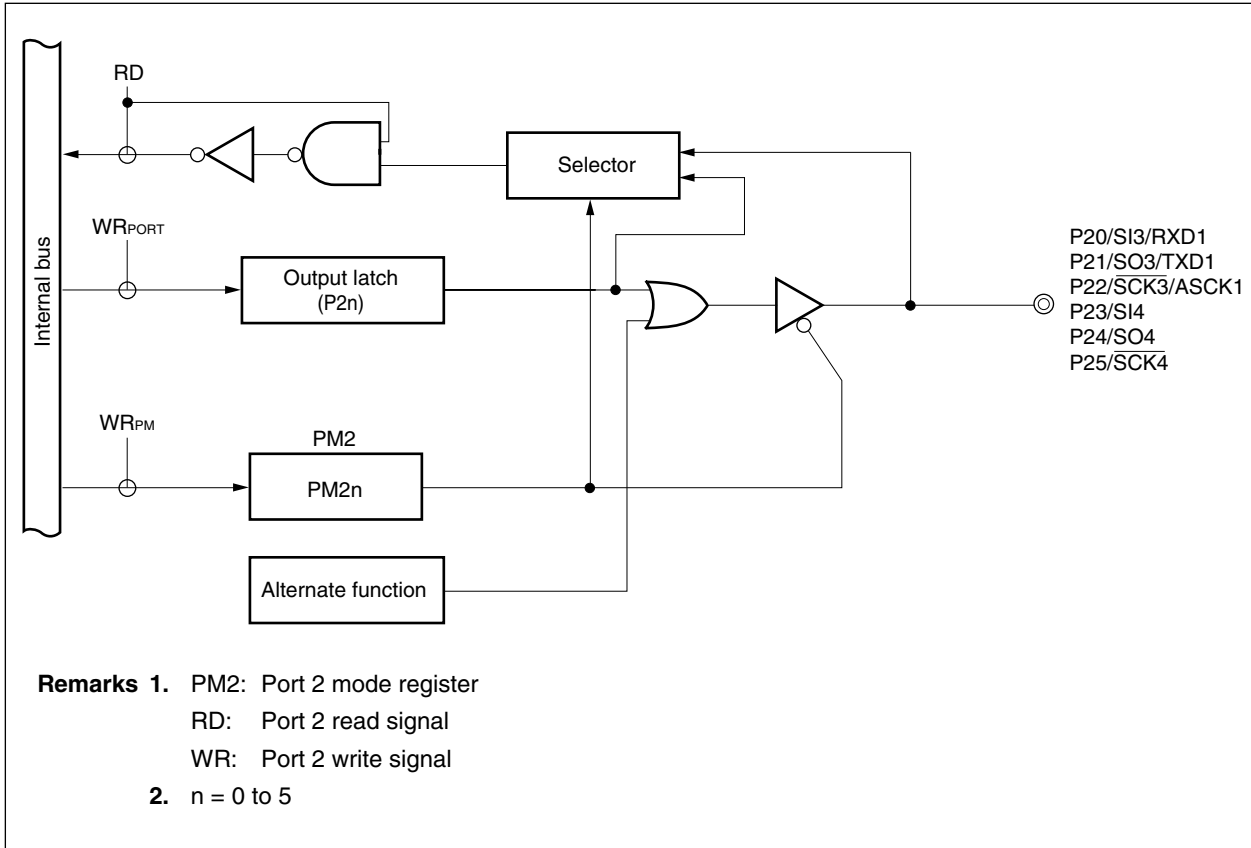 RD
Selector
WRPORT
Output latch
(P2n)
Internal bus
P20/SI3/RXD1
P21/SO3/TXD1
P22/S̅C̅K̅3̅/ASCK1
P23/SI4
P24/SO4
P25/S̅C̅K̅4̅
WRPM
PM2
PM2n
Alternate function
Remarks 1. PM2: Port 2 mode register
RD: Port 2 read signal
WR: Port 2 write signal
2. n = 0 to 5